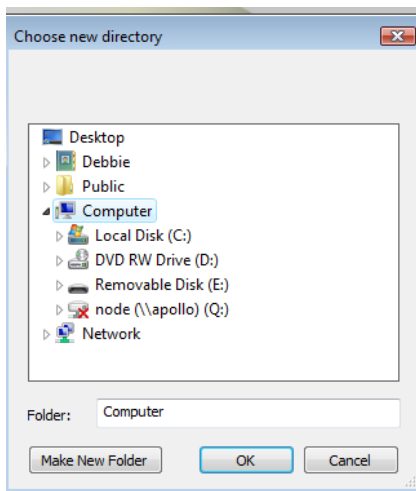 Choose new directory
Desktop
Debbie
Public
Computer
Local Disk (C:)
DVD RW Drive (D:)
Removable Disk (E:)
node (\\apollo) (Q:)
Network
Folder: Computer
Make New Folder OK Cancel